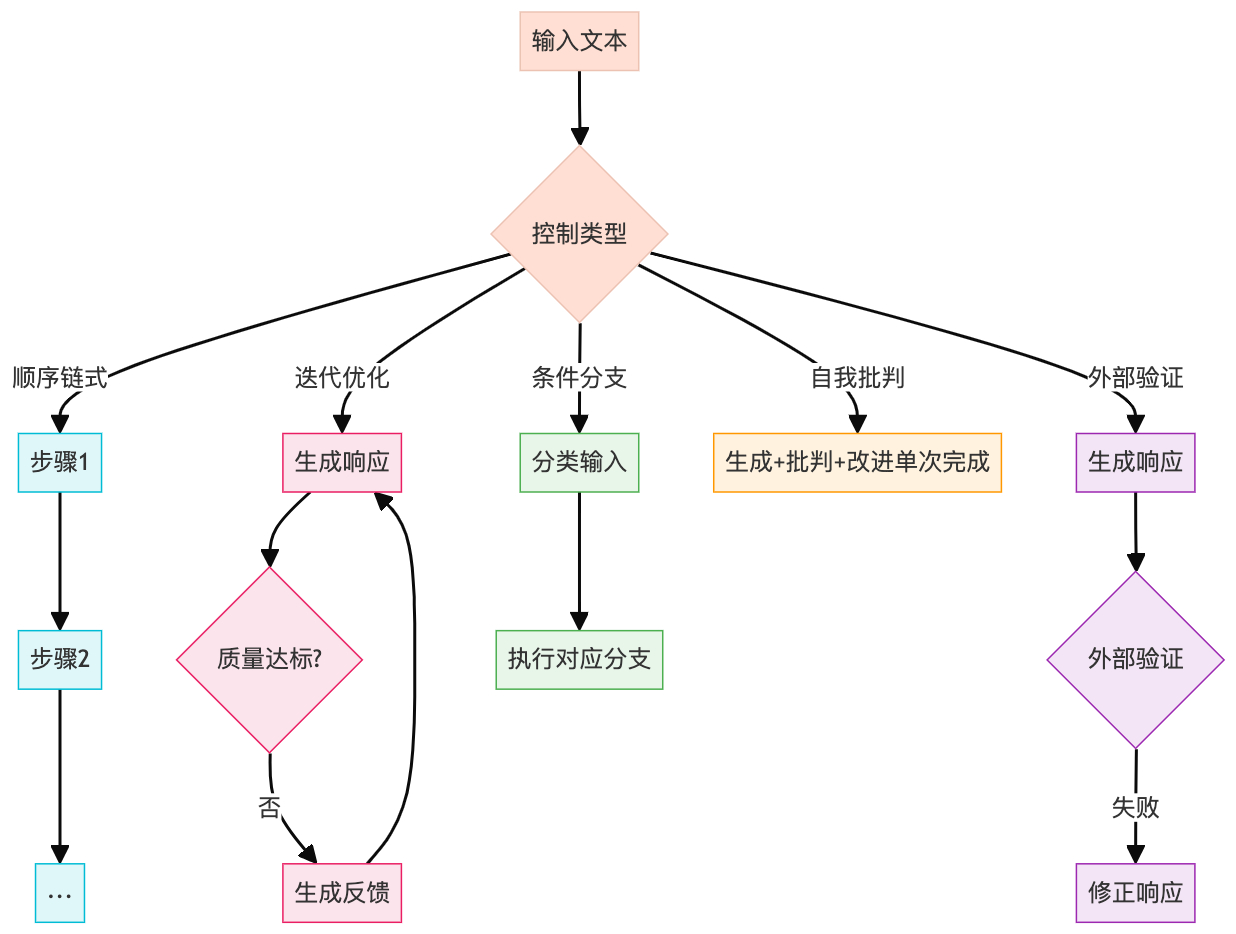 输入文本
控制类型
顺序链式
迭代优化
条件分支
自我批判
外部验证
步骤1
生成响应
分类输入
生成+批判+改进单次完成
生成响应
步骤2
质量达标?
执行对应分支
外部验证
否
失败
...
生成反馈
修正响应